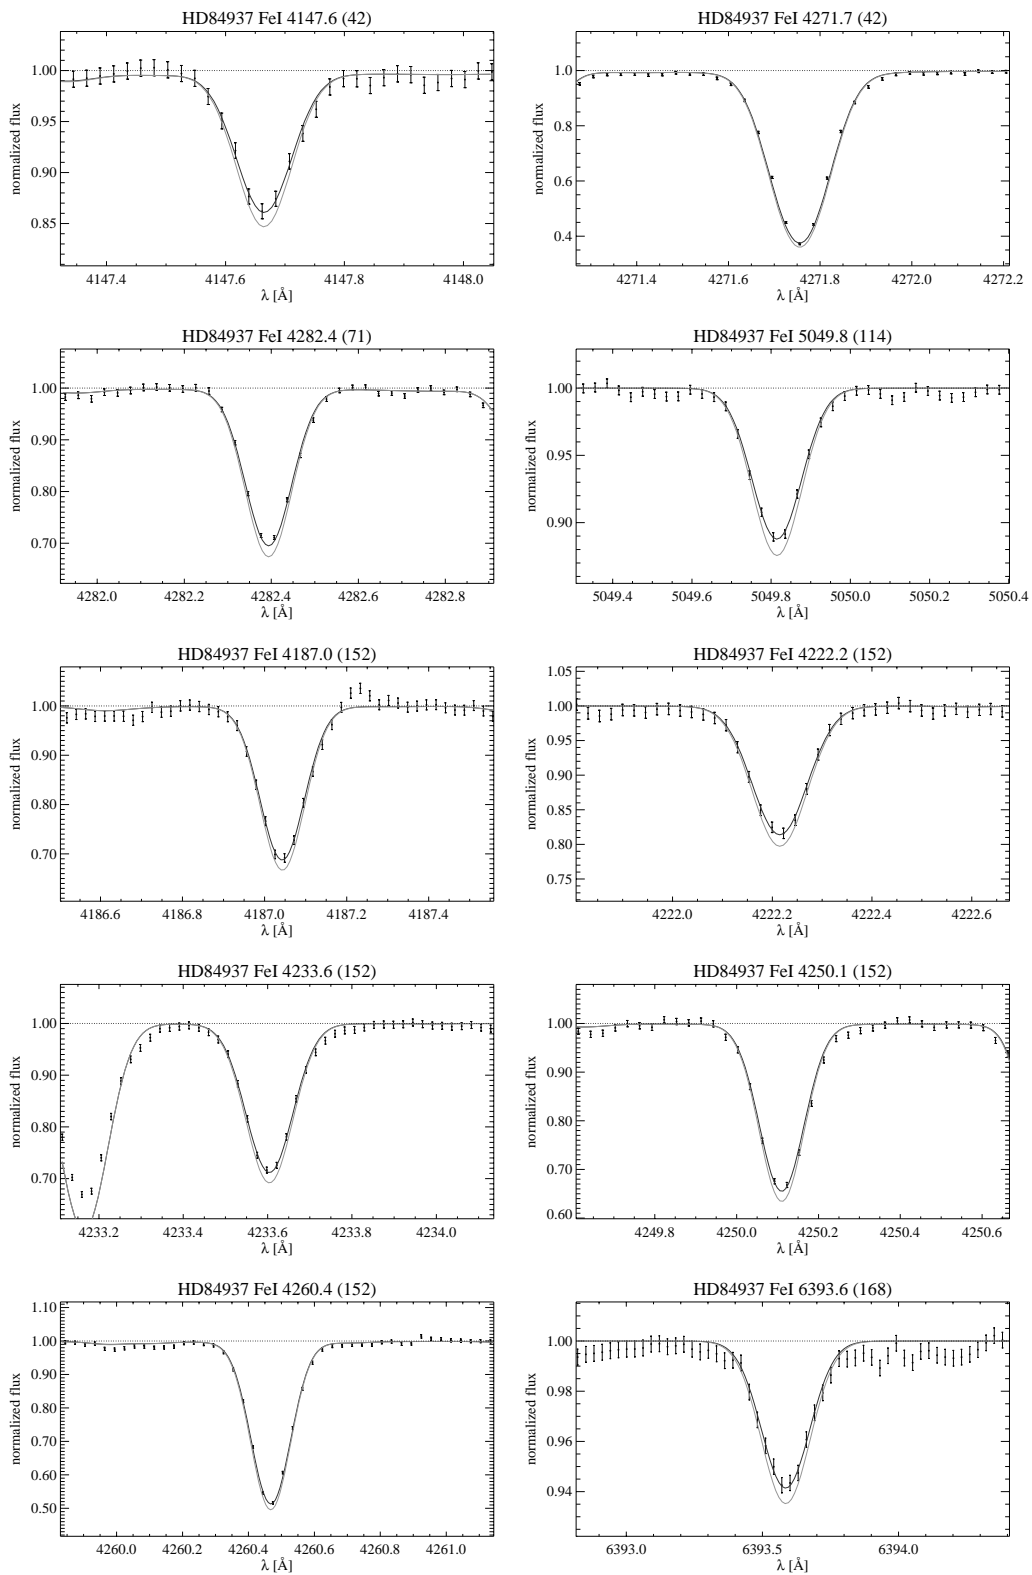 HD84937 FeI 4147.6 (42)
normalized flux
1.00
0.95
0.90
0.85
4147.4 4147.6 4147.8 4148.0
λ [Å]
HD84937 FeI 4271.7 (42)
normalized flux
1.0
0.8
0.6
0.4
4271.4 4271.6 4271.8 4272.0 4272.2
λ [Å]
HD84937 FeI 4282.4 (71)
normalized flux
1.00
0.90
0.80
0.70
4282.0 4282.2 4282.4 4282.6 4282.8
λ [Å]
HD84937 FeI 5049.8 (114)
normalized flux
1.00
0.95
0.90
5049.4 5049.6 5049.8 5050.0 5050.2 5050.4
λ [Å]
HD84937 FeI 4187.0 (152)
normalized flux
1.00
0.90
0.80
0.70
4186.6 4186.8 4187.0 4187.2 4187.4
λ [Å]
HD84937 FeI 4222.2 (152)
normalized flux
1.05
1.00
0.95
0.90
0.85
0.80
0.75
4222.0 4222.2 4222.4 4222.6
λ [Å]
HD84937 FeI 4233.6 (152)
normalized flux
1.00
0.90
0.80
0.70
4233.2 4233.4 4233.6 4233.8 4234.0
λ [Å]
HD84937 FeI 4250.1 (152)
normalized flux
1.00
0.90
0.80
0.70
0.60
4249.8 4250.0 4250.2 4250.4 4250.6
λ [Å]
HD84937 FeI 4260.4 (152)
normalized flux
1.10
1.00
0.90
0.80
0.70
0.60
0.50
4260.0 4260.2 4260.4 4260.6 4260.8 4261.0
λ [Å]
HD84937 FeI 6393.6 (168)
normalized flux
1.00
0.98
0.96
0.94
6393.0 6393.5 6394.0
λ [Å]